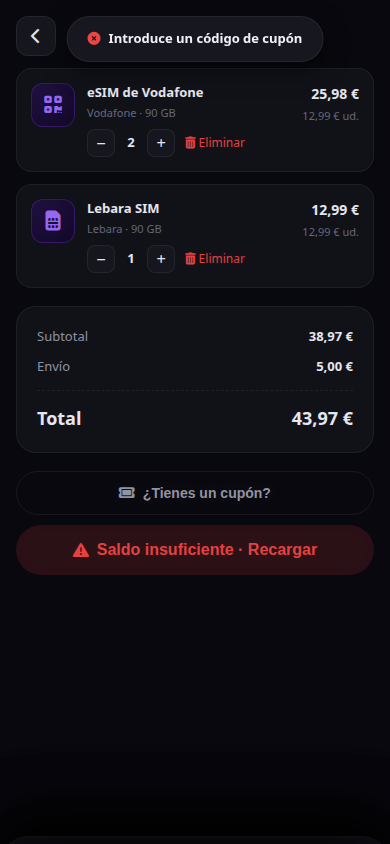 Introduce un código de cupón
eSIM de Vodafone
25,98 €
Vodafone · 90 GB
12,99 € ud.
− 2 + Eliminar
Lebara SIM
12,99 €
Lebara · 90 GB
12,99 € ud.
− 1 + Eliminar
Subtotal 38,97 €
Envío 5,00 €
Total 43,97 €
¿Tienes un cupón?
Saldo insuficiente · Recargar